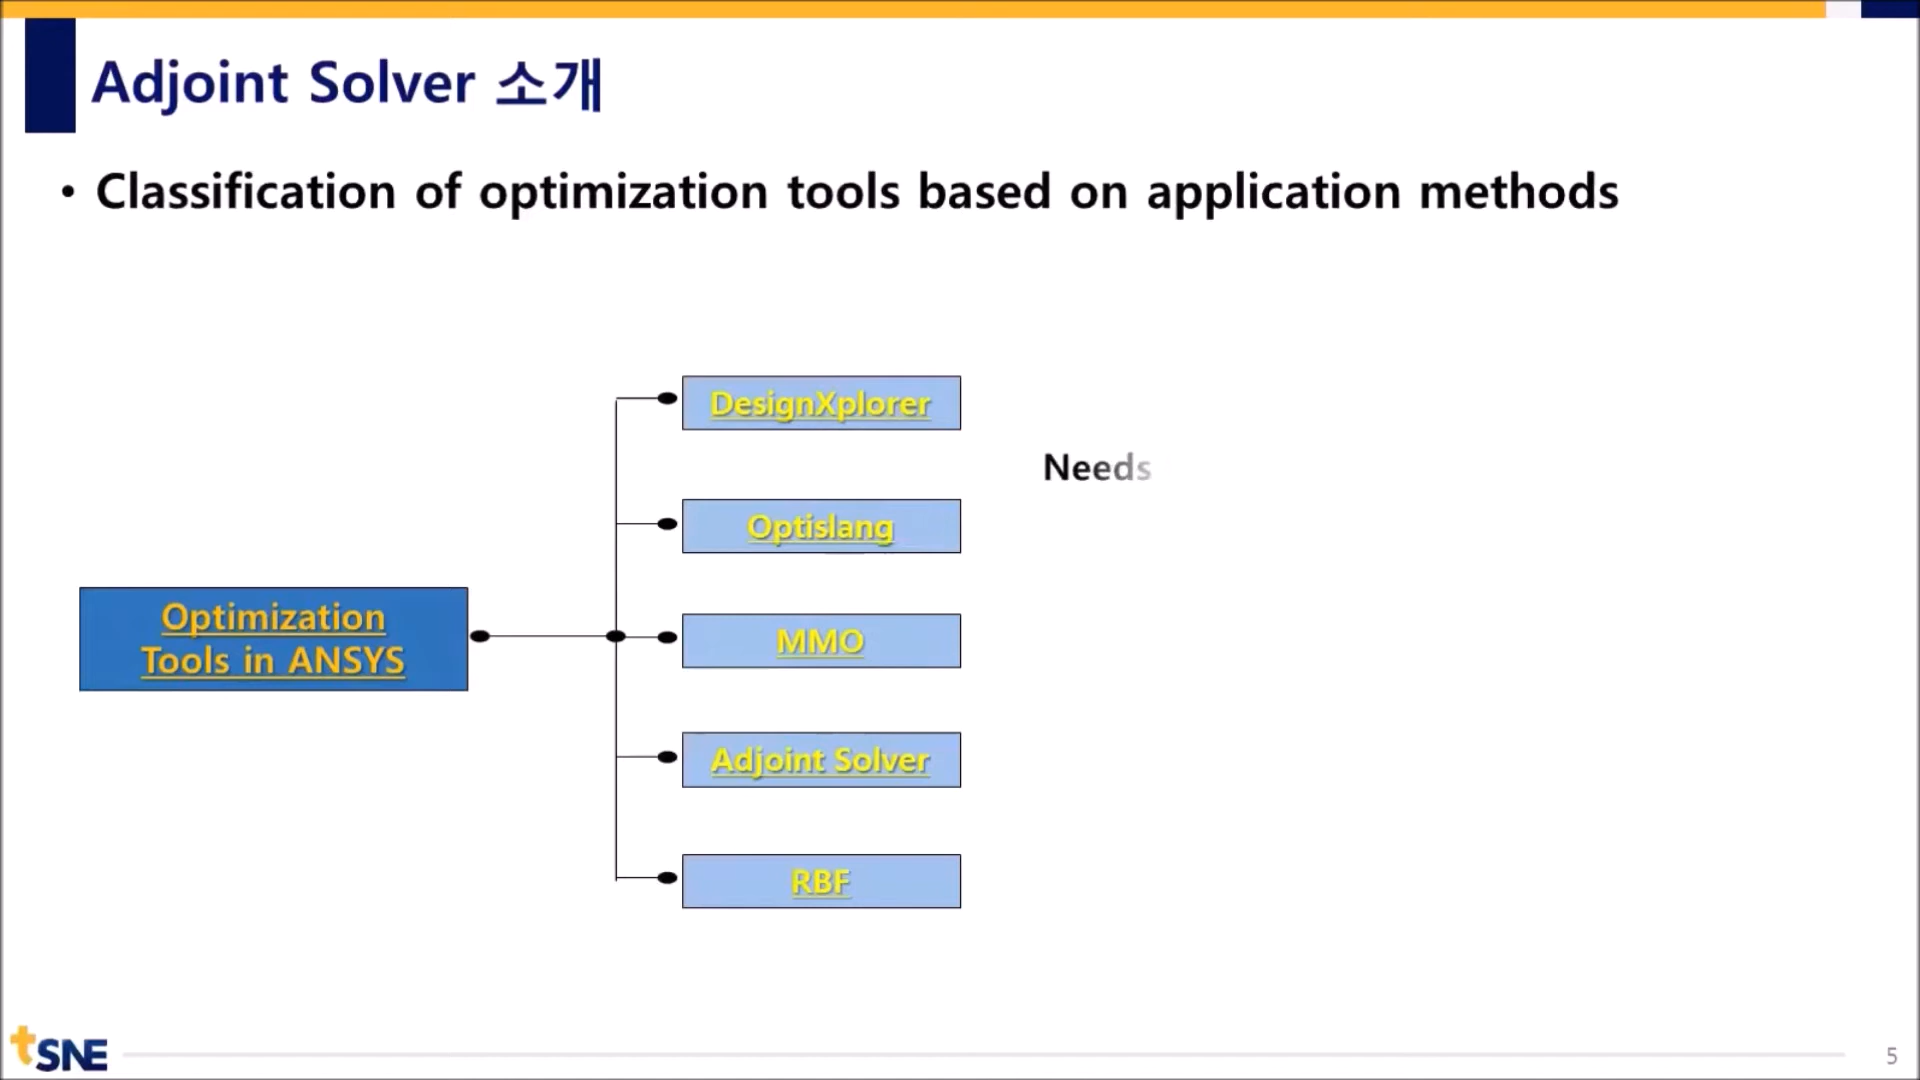 Adjoint Solver 소개
• Classification of optimization tools based on application methods
DesignXplorer
Needs
Optislang
Optimization
Tools in ANSYS
MMO
Adjoint Solver
RBF
tSNE
5